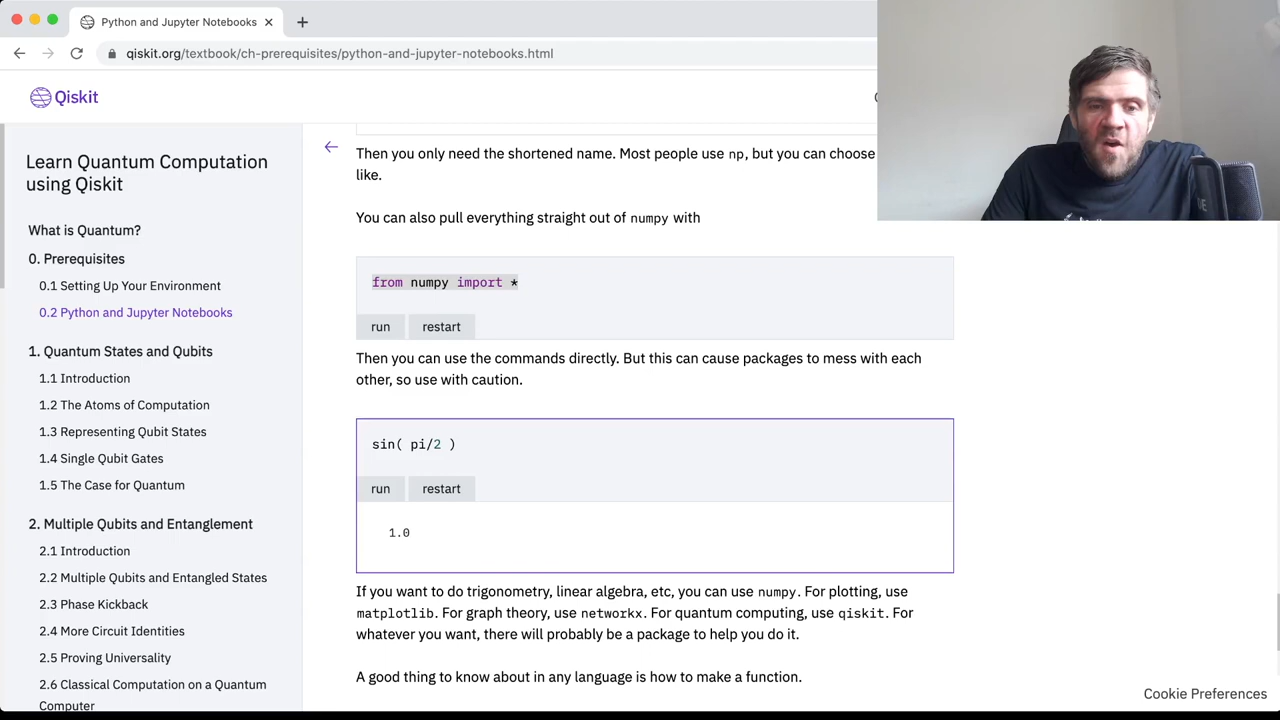 Python and Jupyter Notebooks
qiskit.org/textbook/ch-prerequisites/python-and-jupyter-notebooks.html
Qiskit
Learn Quantum Computation
using Qiskit
What is Quantum?
0. Prerequisites
0.1 Setting Up Your Environment
0.2 Python and Jupyter Notebooks
1. Quantum States and Qubits
1.1 Introduction
1.2 The Atoms of Computation
1.3 Representing Qubit States
1.4 Single Qubit Gates
1.5 The Case for Quantum
2. Multiple Qubits and Entanglement
2.1 Introduction
2.2 Multiple Qubits and Entangled States
2.3 Phase Kickback
2.4 More Circuit Identities
2.5 Proving Universality
2.6 Classical Computation on a Quantum
Computer
Then you only need the shortened name. Most people use np, but you can choose
like.
You can also pull everything straight out of numpy with
from numpy import *
run restart
Then you can use the commands directly. But this can cause packages to mess with each
other, so use with caution.
sin( pi/2 )
run restart
1.0
If you want to do trigonometry, linear algebra, etc, you can use numpy. For plotting, use
matplotlib. For graph theory, use networkx. For quantum computing, use qiskit. For
whatever you want, there will probably be a package to help you do it.
A good thing to know about in any language is how to make a function.
Cookie Preferences